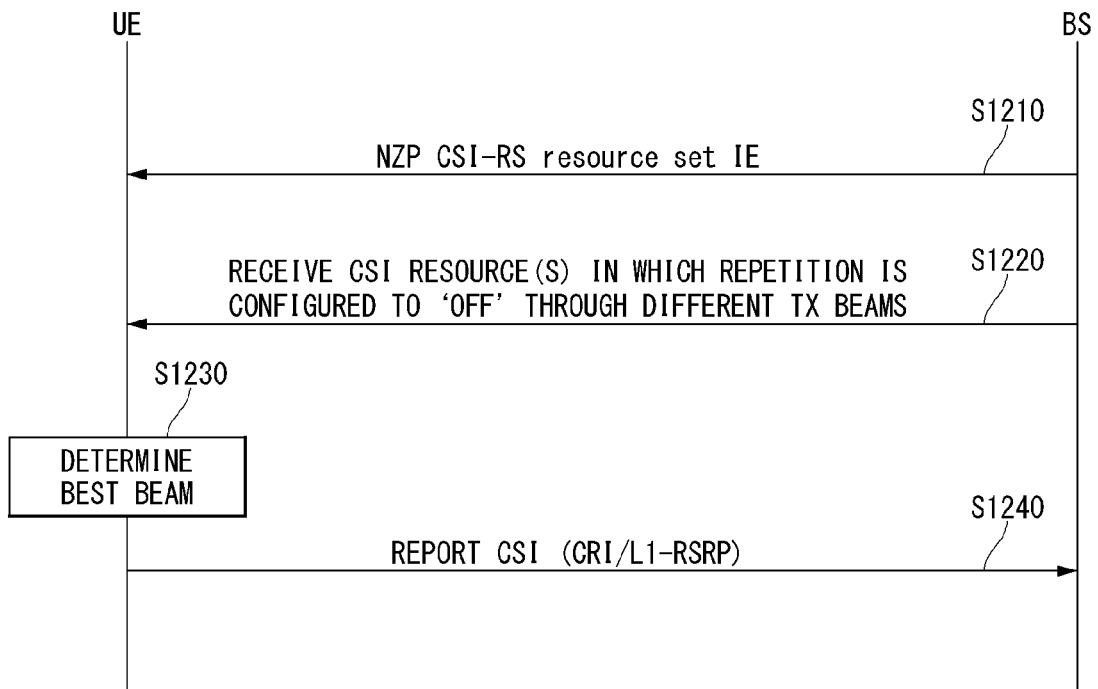 UE
BS
S1210
NZP CSI-RS resource set IE
S1220
RECEIVE CSI RESOURCE(S) IN WHICH REPETITION IS
CONFIGURED TO ‘OFF’ THROUGH DIFFERENT TX BEAMS
S1230
DETERMINE
BEST BEAM
S1240
REPORT CSI (CRI/L1-RSRP)